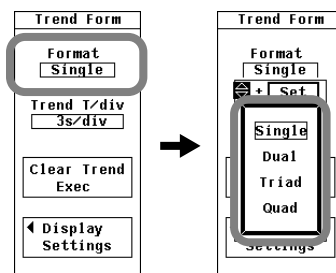 Trend Form
Format
Single
Trend T/div
3s/div
Clear Trend
Exec
Display
Settings
Trend Form
Format
Single
+ Set
Single
Dual
Triad
Quad
Settings